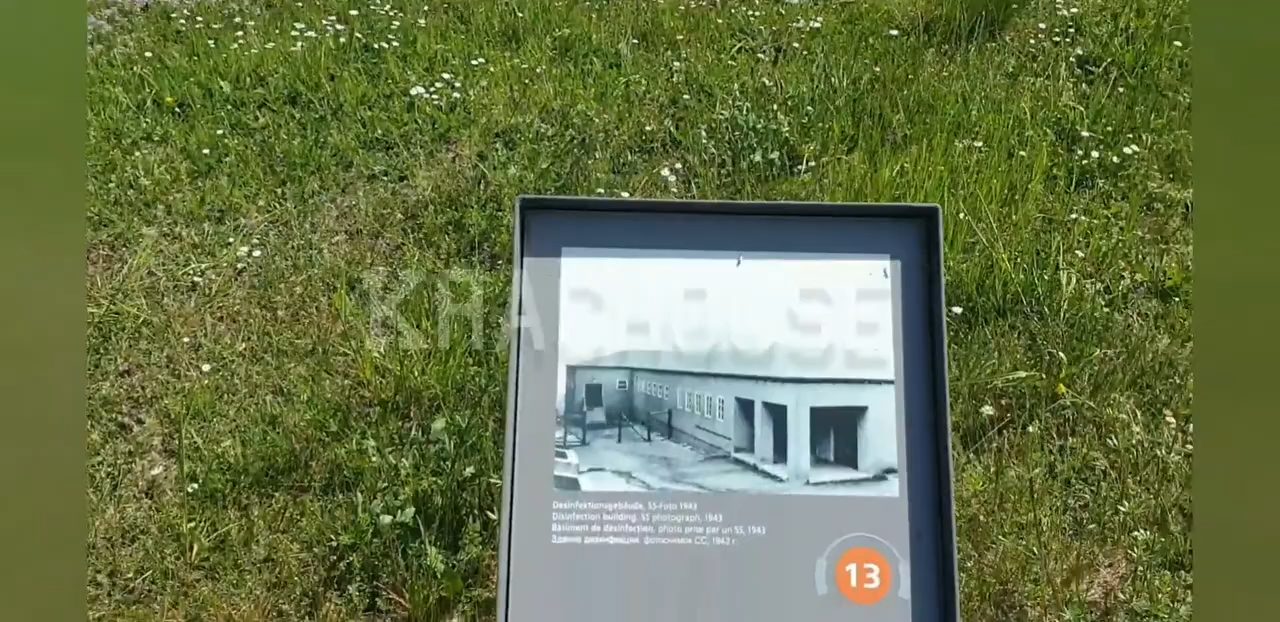 KHACHOUSE
Desinfektionsgebäude, SS-Foto 1943
Disinfection building, SS photograph, 1943
Bâtiment de désinfection, photo prise par un SS, 1943
Здание дезинфекции, фотоснимок СС, 1943 г.
13